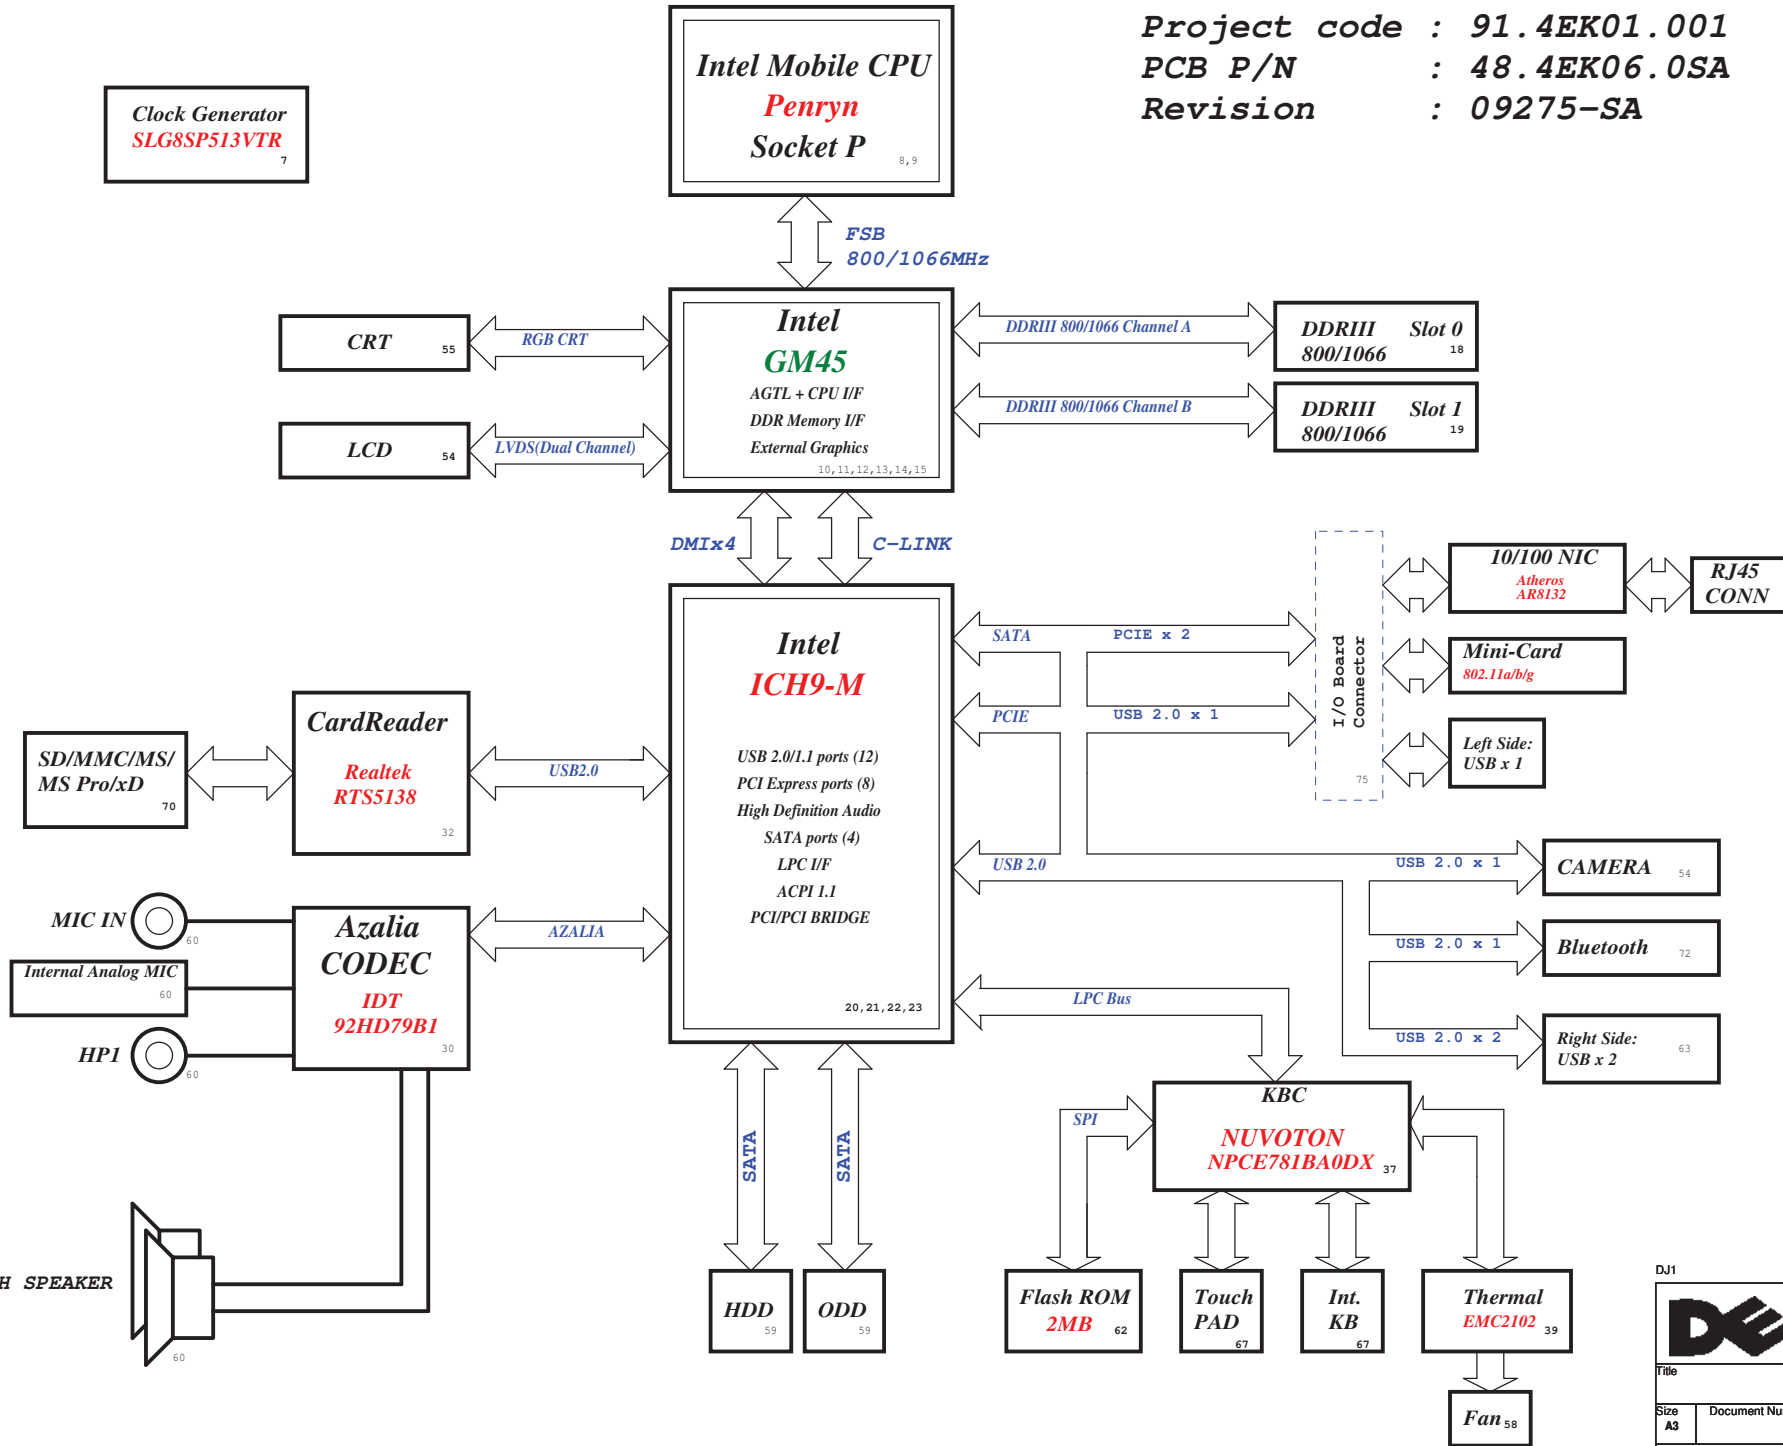 Project code : 91.4EK01.001
PCB P/N : 48.4EK06.0SA
Revision : 09275-SA
Clock Generator
SLG8SP513VTR
7
Intel Mobile CPU
Penryn
Socket P
8,9
FSB
800/1066MHz
CRT
55
RGB CRT
LCD
54
LVDS(Dual Channel)
Intel
GM45
AGTL + CPU I/F
DDR Memory I/F
External Graphics
10,11,12,13,14,15
DDRIII 800/1066 Channel A
DDRIII Slot 0
800/1066
18
DDRIII 800/1066 Channel B
DDRIII Slot 1
800/1066
19
DMIx4
C-LINK
Intel
ICH9-M
USB 2.0/1.1 ports (12)
PCI Express ports (8)
High Definition Audio
SATA ports (4)
LPC I/F
ACPI 1.1
PCI/PCI BRIDGE
20,21,22,23
SATA
PCIE x 2
PCIE
USB 2.0 x 1
I/O Board
Connector
75
10/100 NIC
Atheros
AR8132
RJ45
CONN
Mini-Card
802.11a/b/g
Left Side:
USB x 1
SD/MMC/MS/
MS Pro/xD
70
CardReader
Realtek
RTS5138
32
USB2.0
USB 2.0
USB 2.0 x 1
CAMERA
54
USB 2.0 x 1
Bluetooth
72
USB 2.0 x 2
Right Side:
USB x 2
63
MIC IN
60
Internal Analog MIC
60
HP1
60
Azalia
CODEC
IDT
92HD79B1
30
AZALIA
LPC Bus
KBC
NUVOTON
NPCE781BA0DX
37
SPI
SATA
SATA
H SPEAKER
60
HDD
59
ODD
59
Flash ROM
2MB
62
Touch
PAD
67
Int.
KB
67
Thermal
EMC2102
39
Fan
58
DJ1
DE
Title
Size
A3
Document Nu